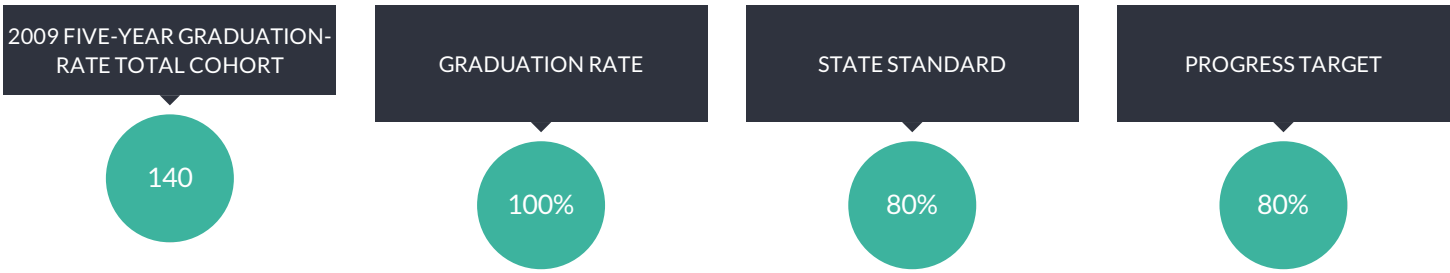 2009 FIVE-YEAR GRADUATION-
RATE TOTAL COHORT
140
GRADUATION RATE
100%
STATE STANDARD
80%
PROGRESS TARGET
80%